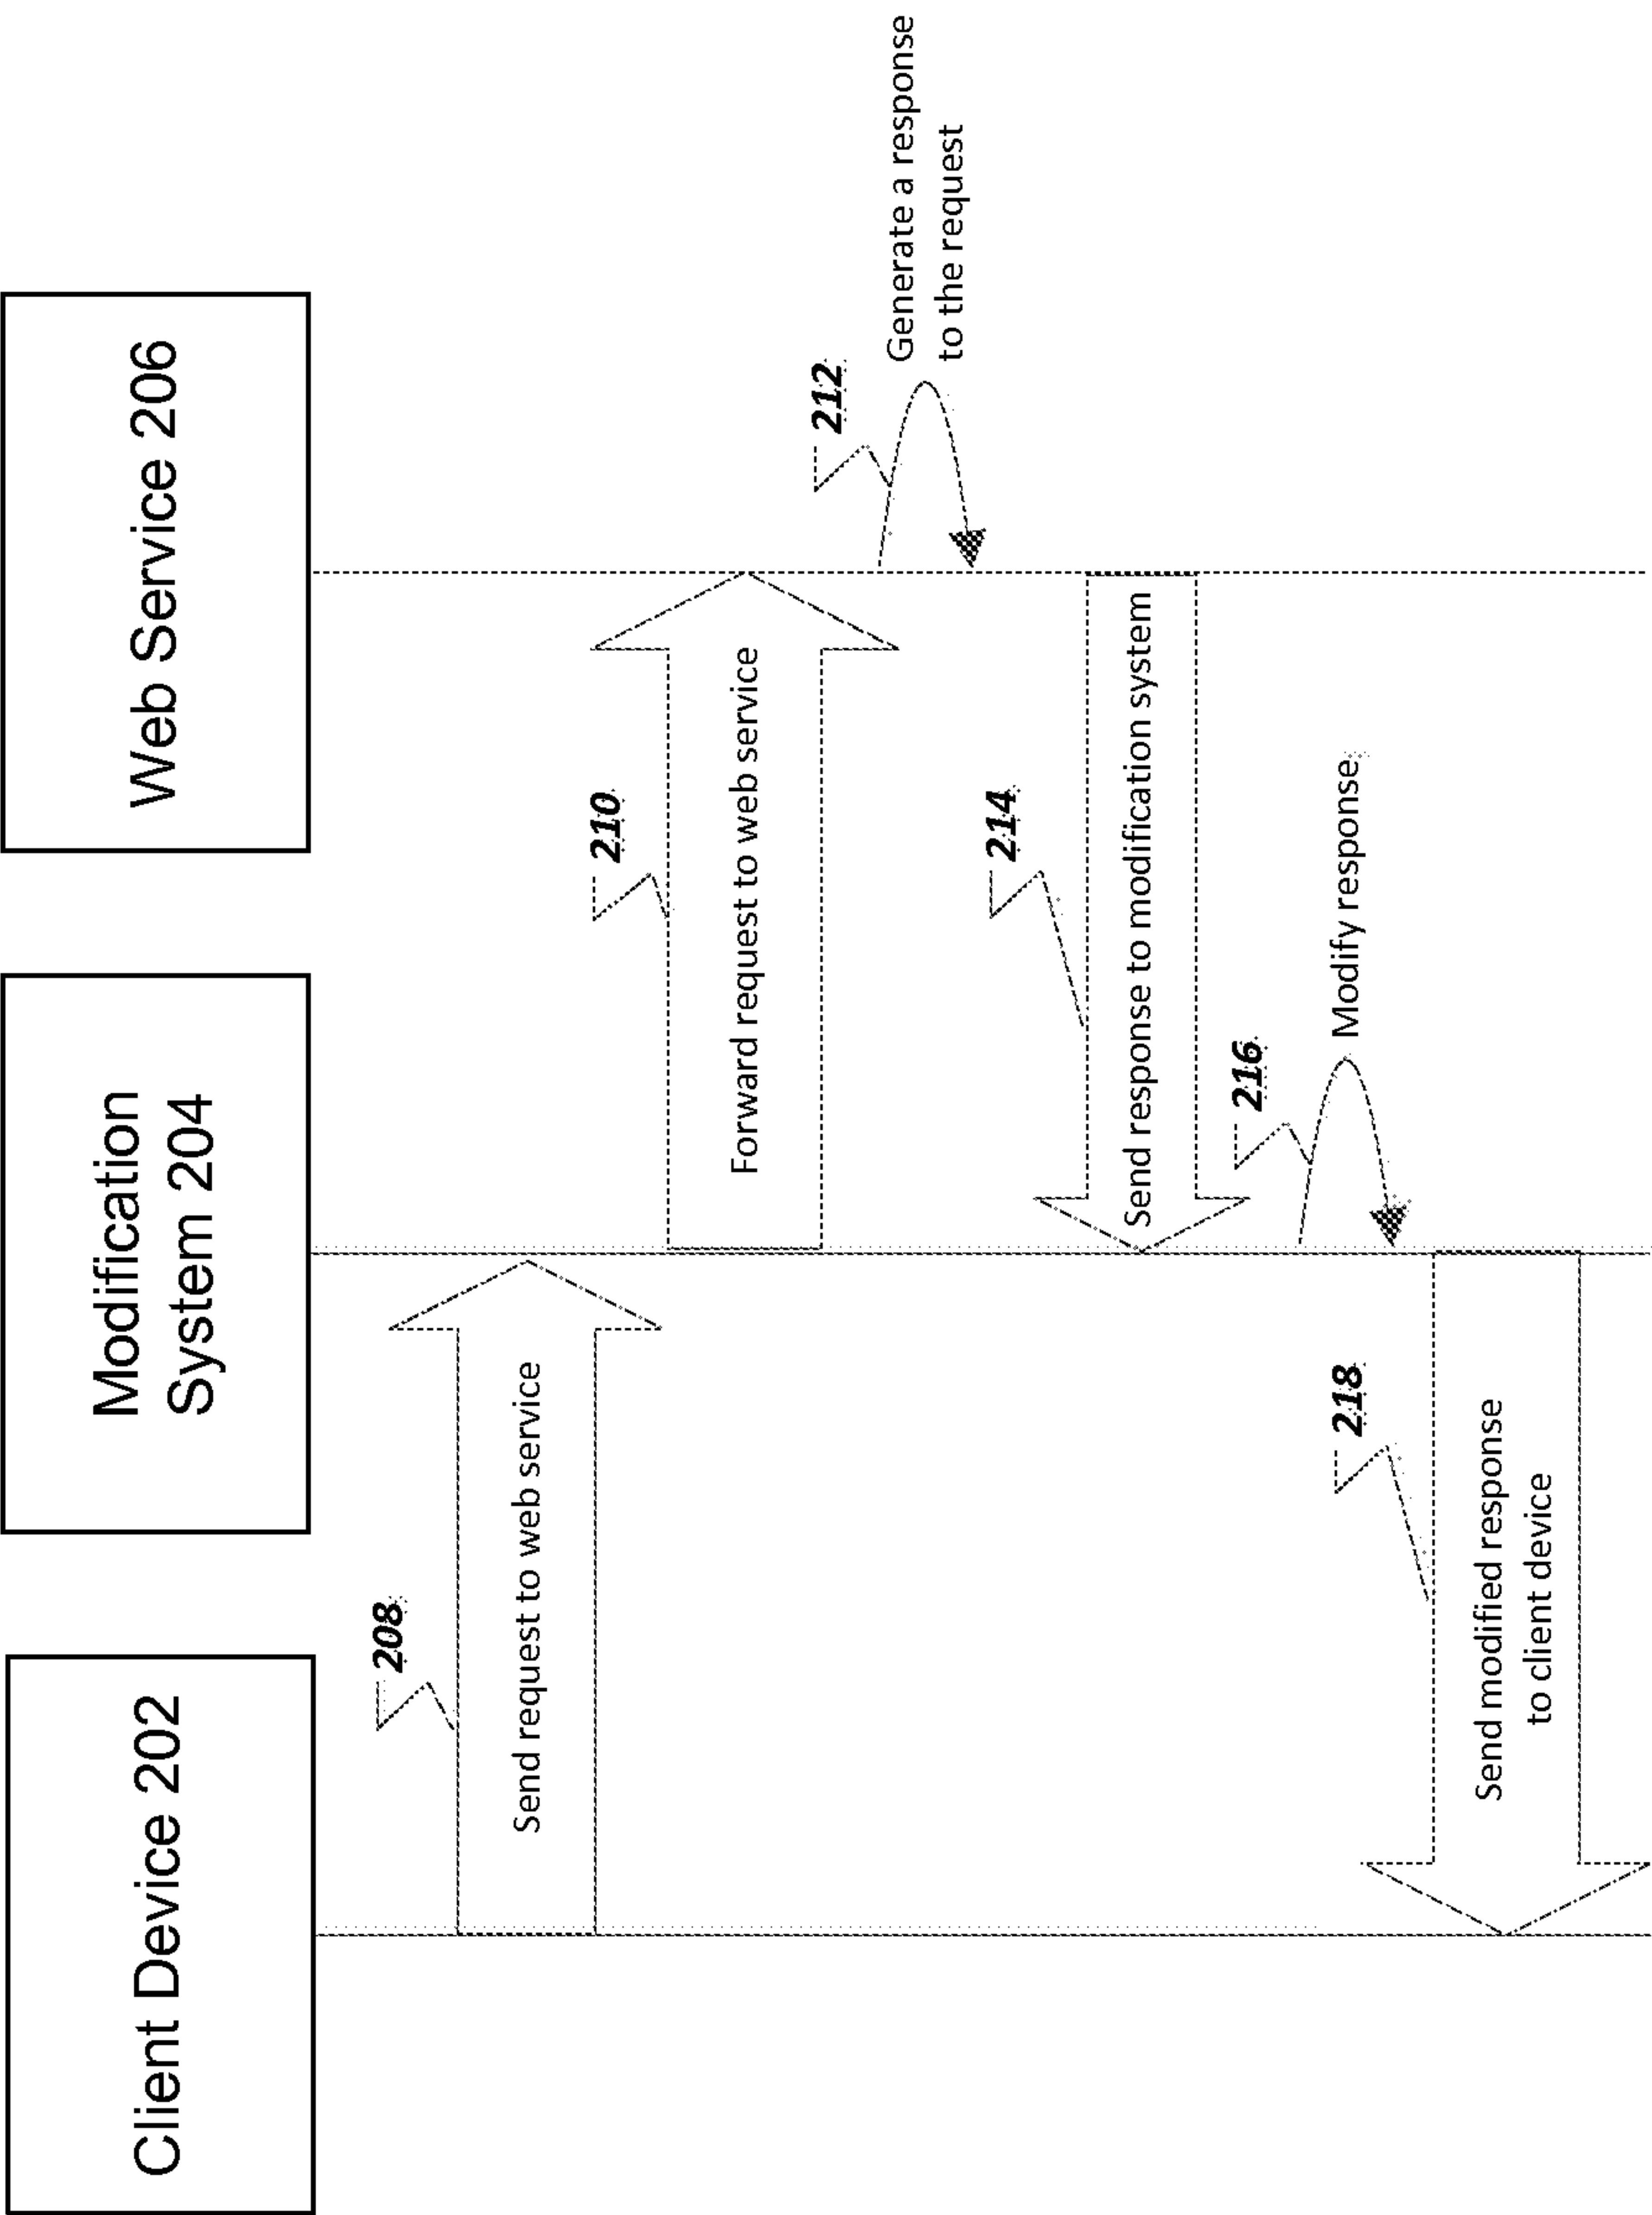 Client Device 202
Modification
System 204
Web Service 206
208
Send request to web service
210
Forward request to web service
212
Generate a response
to the request
214
Send response to modification system
216
Modify response
218
Send modified response
to client device